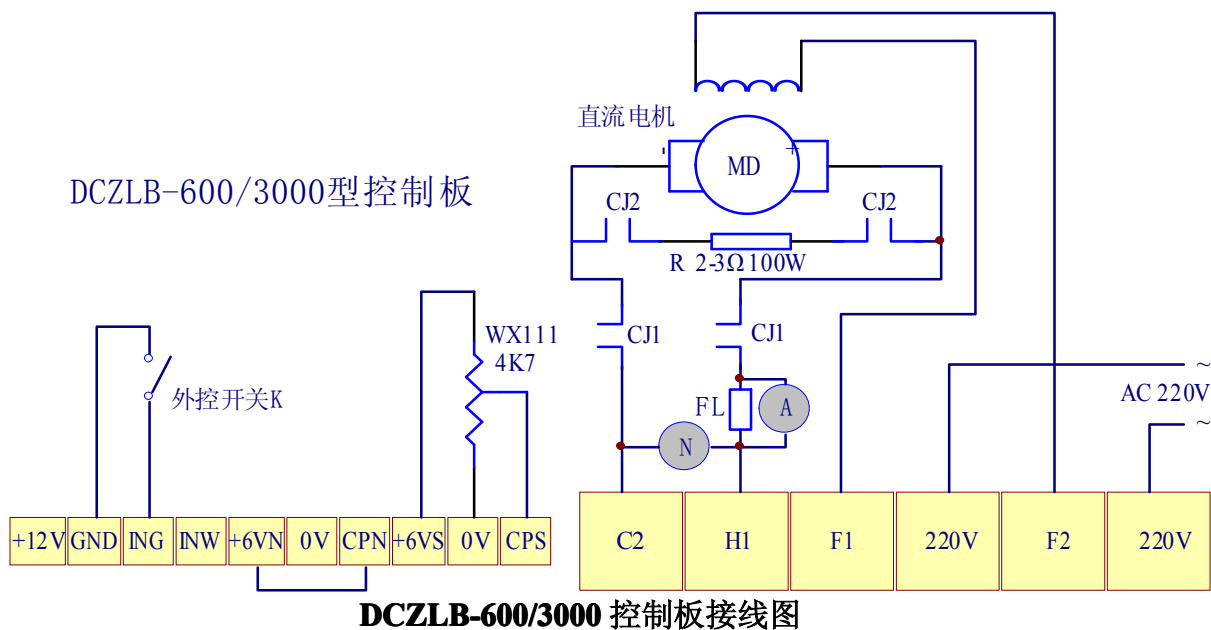 直流电机
- +
MD
DCZLB-600/3000型控制板
CJ2 CJ2
R 2-3Ω100W
WX111
4K7
CJ1 CJ1
外控开关K
FL A
N
~
AC 220V
~
+12V GND ING INW +6VN 0V CPN +6VS 0V CPS
C2 H1 F1 220V F2 220V
DCZLB-600/3000 控制板接线图